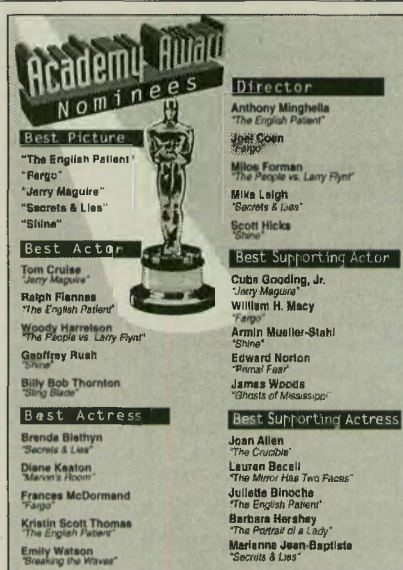 Academy Award
Nominees
Best Picture
"The English Patient"
"Fargo"
"Jerry Maguire"
"Secrets & Lies"
"Shine"
Best Actor
Tom Cruise
"Jerry Maguire"
Ralph Fiennes
"The English Patient"
Woody Harrelson
"The People vs. Larry Flynt"
Geoffrey Rush
"Shine"
Billy Bob Thornton
"Sling Blade"
Best Actress
Brenda Blethyn
"Secrets & Lies"
Diane Keaton
"Marvin's Room"
Frances McDormand
"Fargo"
Kristin Scott Thomas
"The English Patient"
Emily Watson
"Breaking the Waves"
Director
Anthony Minghella
"The English Patient"
Joel Coen
"Fargo"
Milos Forman
"The People vs. Larry Flynt"
Mike Leigh
"Secrets & Lies"
Scott Hicks
"Shine"
Best Supporting Actor
Cuba Gooding, Jr.
"Jerry Maguire"
William H. Macy
"Fargo"
Armin Mueller-Stahl
"Shine"
Edward Norton
"Primal Fear"
James Woods
"Ghosts of Mississippi"
Best Supporting Actress
Joan Allen
"The Crucible"
Lauren Bacall
"The Mirror Has Two Faces"
Juliette Binoche
"The English Patient"
Barbara Hershey
"The Portrait of a Lady"
Marianne Jean-Baptiste
"Secrets & Lies"